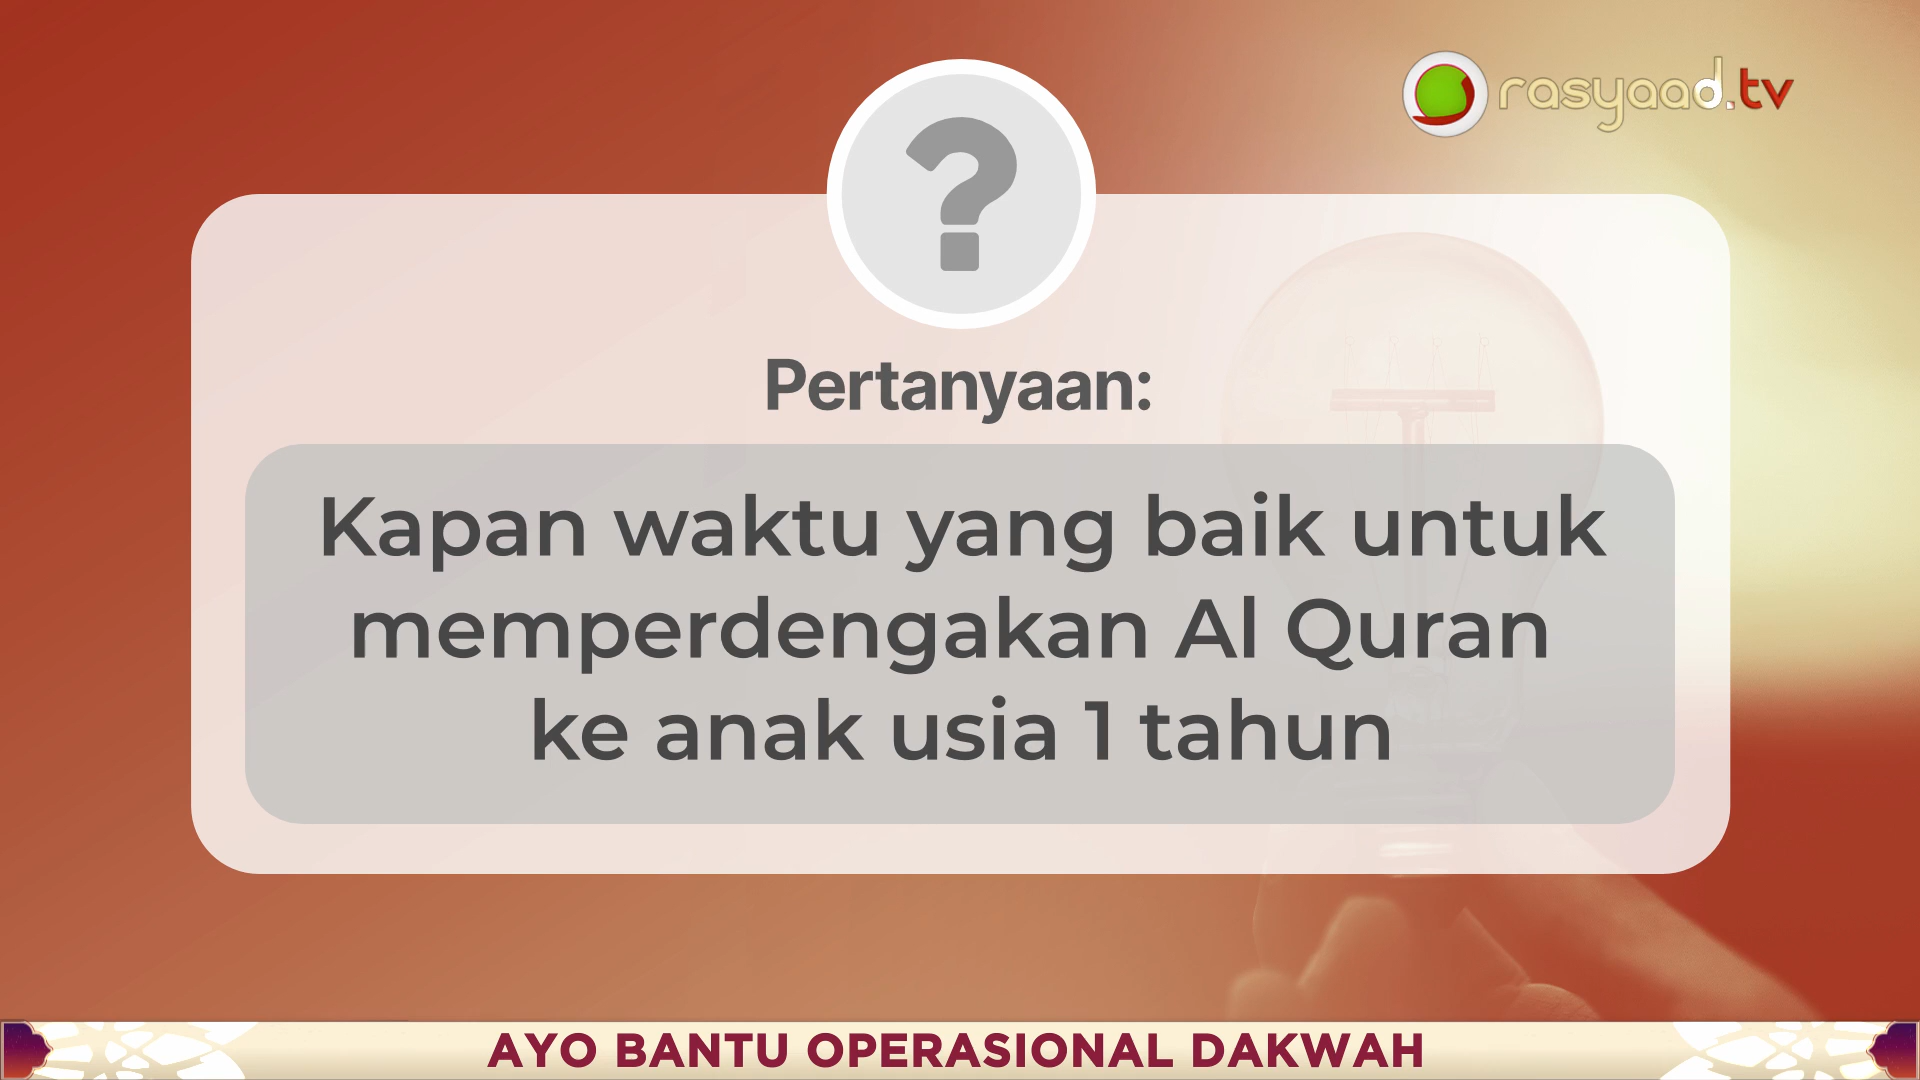 rasyaad.tv
?
Pertanyaan:
Kapan waktu yang baik untuk
memperdengakan Al Quran
ke anak usia 1 tahun
AYO BANTU OPERASIONAL DAKWAH